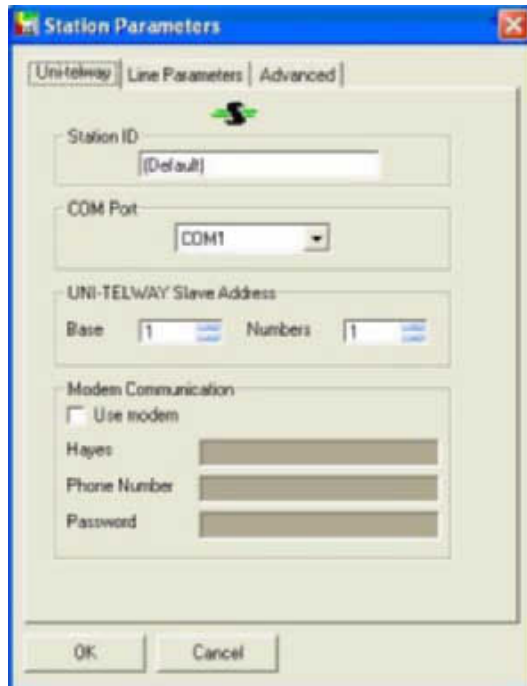 Station Parameters
Uni-telway Line Parameters Advanced
Station ID
(Default)
COM Port
COM1
UNI-TELWAY Slave Address
Base 1 Numbers 1
Modem Communication
Use modem
Hayes
Phone Number
Password
OK Cancel